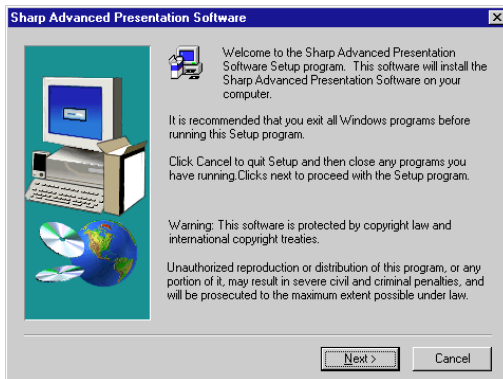 Sharp Advanced Presentation Software
Welcome to the Sharp Advanced Presentation
Software Setup program. This software will install the
Sharp Advanced Presentation Software on your
computer.
It is recommended that you exit all Windows programs before
running this Setup program.
Click Cancel to quit Setup and then close any programs you
have running.Clicks next to proceed with the Setup program.
Warning: This software is protected by copyright law and
international copyright treaties.
Unauthorized reproduction or distribution of this program, or any
portion of it, may result in severe civil and criminal penalties, and
will be prosecuted to the maximum extent possible under law.
Next > Cancel